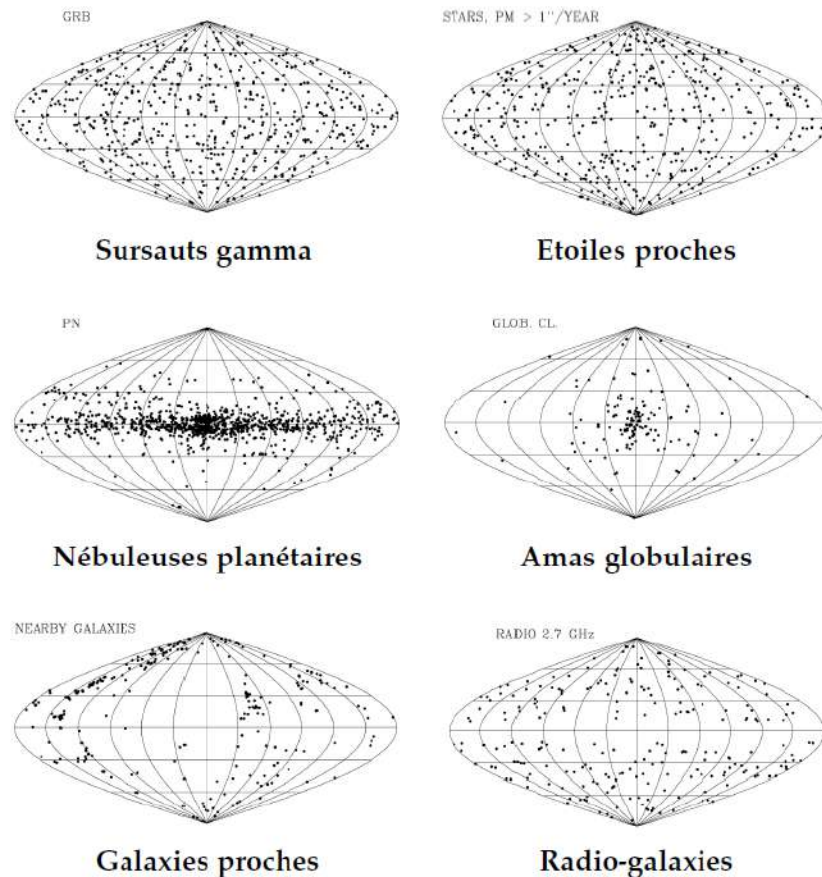 GRB
STARS, PM > 1"/YEAR
Sursauts gamma
Etoiles proches
PN
GLOB. CL.
Nébuleuses planétaires
Amas globulaires
NEARBY GALAXIES
RADIO 2.7 GHz
Galaxies proches
Radio-galaxies